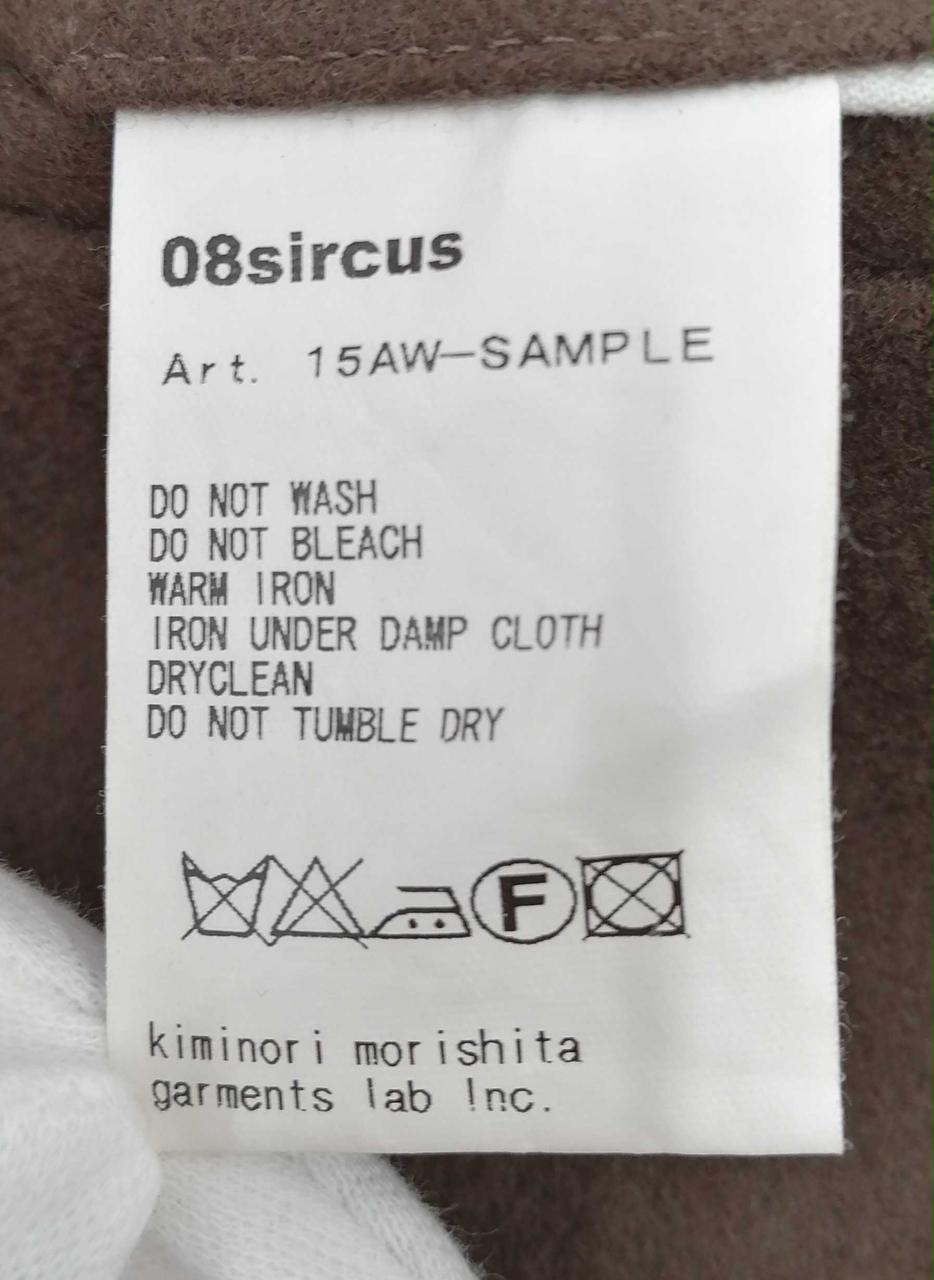 08sircus
Art. 15AW-SAMPLE
DO NOT WASH
DO NOT BLEACH
WARM IRON
IRON UNDER DAMP CLOTH
DRYCLEAN
DO NOT TUMBLE DRY
F
kiminori morishita
garments lab Inc.